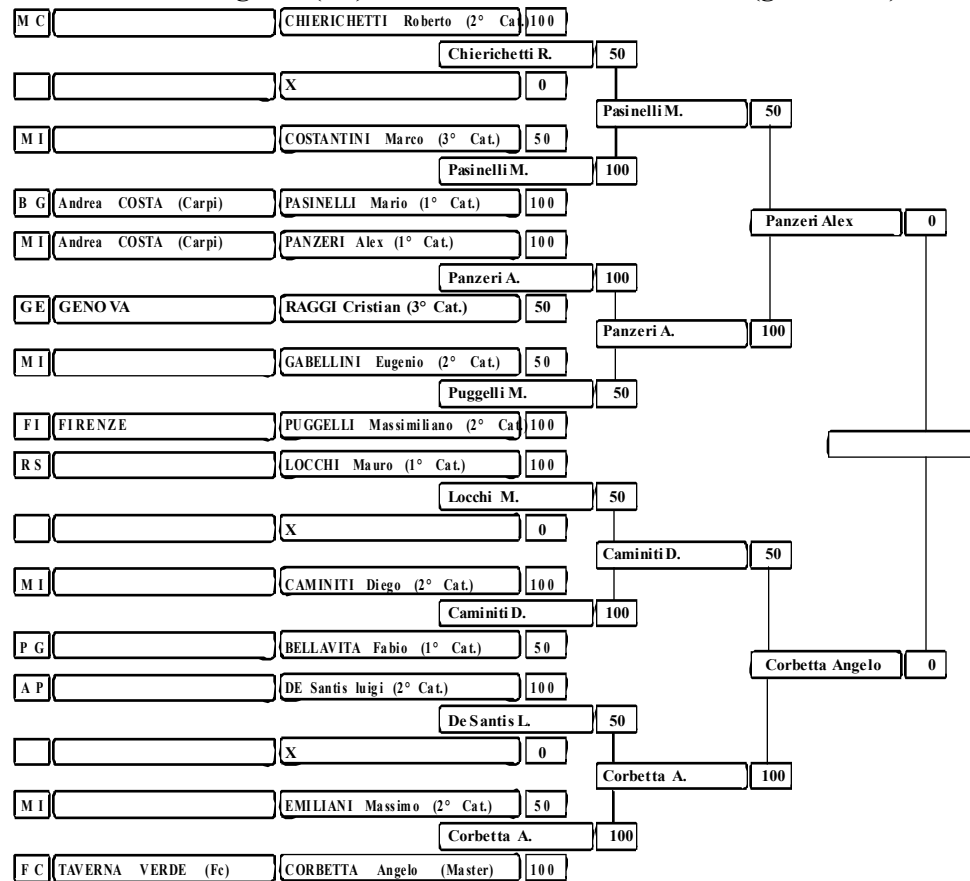 M C CHIERICHETTI Roberto (2° Cat.) 100
Chierichetti R. 50
X 0
Pasinelli M. 50
M I COSTANTINI Marco (3° Cat.) 50
Pasinelli M. 100
B G Andrea COSTA (Carpi) PASINELLI Mario (1° Cat.) 100
Panzeri Alex 0
M I Andrea COSTA (Carpi) PANZERI Alex (1° Cat.) 100
Panzeri A. 100
GE GENOVA RAGGI Cristian (3° Cat.) 50
Panzeri A. 100
M I GABELLINI Eugenio (2° Cat.) 50
Puggelli M. 50
FI FIRENZE PUGGELLI Massimiliano (2° Cat 100
R S LOCCHI Mauro (1° Cat.) 100
Locchi M. 50
X 0
Caminiti D. 50
M I CAMINITI Diego (2° Cat.) 100
Caminiti D. 100
P G BELLAVITA Fabio (1° Cat.) 50
Corbetta Angelo 0
A P DE Santis luigi (2° Cat.) 100
De Santis L. 50
X 0
Corbetta A. 100
M I EMILIANI Massimo (2° Cat.) 50
Corbetta A. 100
F C TAVERNA VERDE (Fc) CORBETTA Angelo (Master) 100